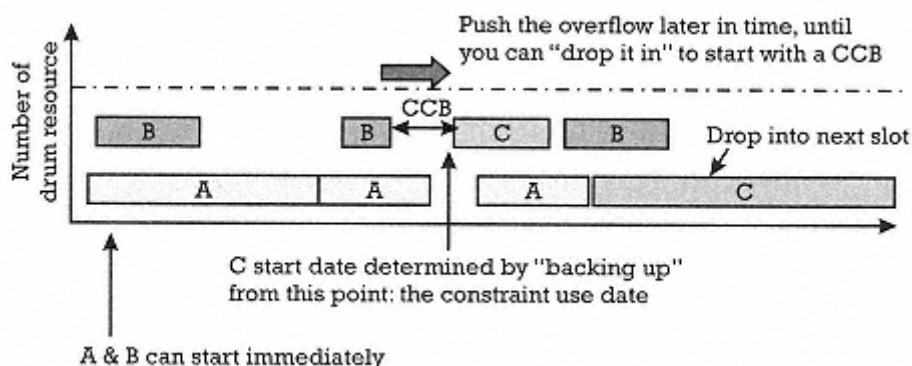 Push the overflow later in time, until
you can "drop it in" to start with a CCB
Number of
drum resource
CCB
B
B
C
B
Drop into next slot
A
A
A
C
C start date determined by "backing up"
from this point: the constraint use date
A & B can start immediately